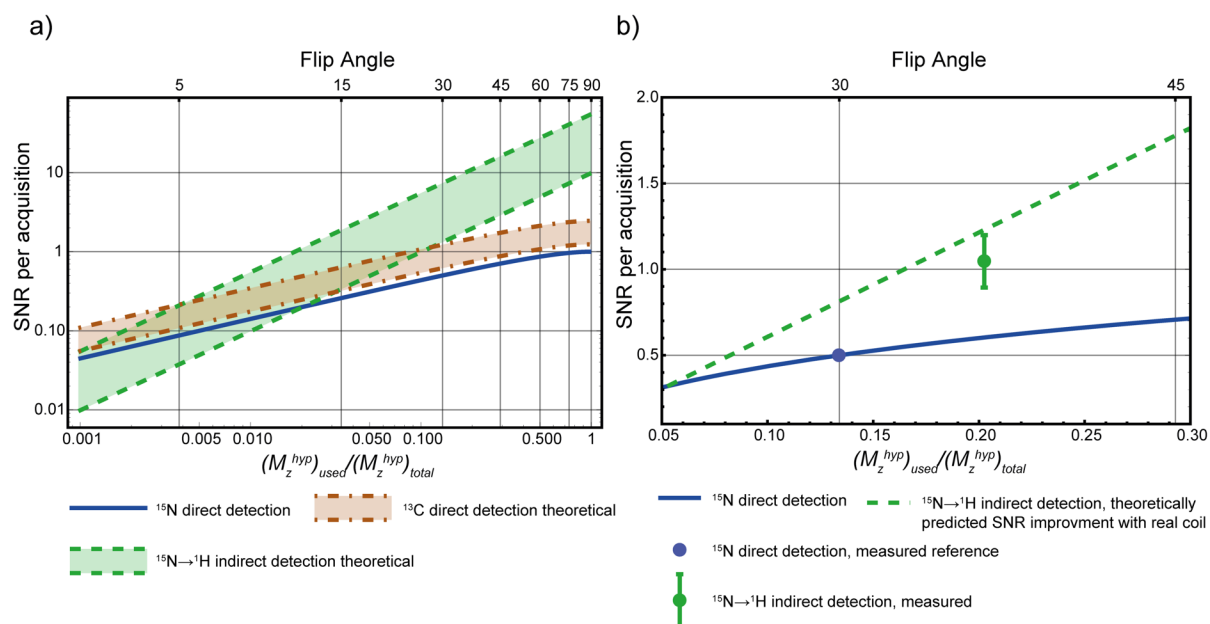 a)
Flip Angle
5 15 30 45 60 75 90
SNR per acquisition
10
1
0.10
0.01
0.001 0.005 0.010 0.050 0.100 0.500 1
(M_z^hyp)_used/(M_z^hyp)_total
¹⁵N direct detection
¹³C direct detection theoretical
¹⁵N→¹H indirect detection theoretical
b)
Flip Angle
30 45
SNR per acquisition
2.0
1.5
1.0
0.5
0.05 0.10 0.15 0.20 0.25 0.30
(M_z^hyp)_used/(M_z^hyp)_total
¹⁵N direct detection
¹⁵N→¹H indirect detection, theoretically
predicted SNR improvment with real coil
¹⁵N direct detection, measured reference
¹⁵N→¹H indirect detection, measured